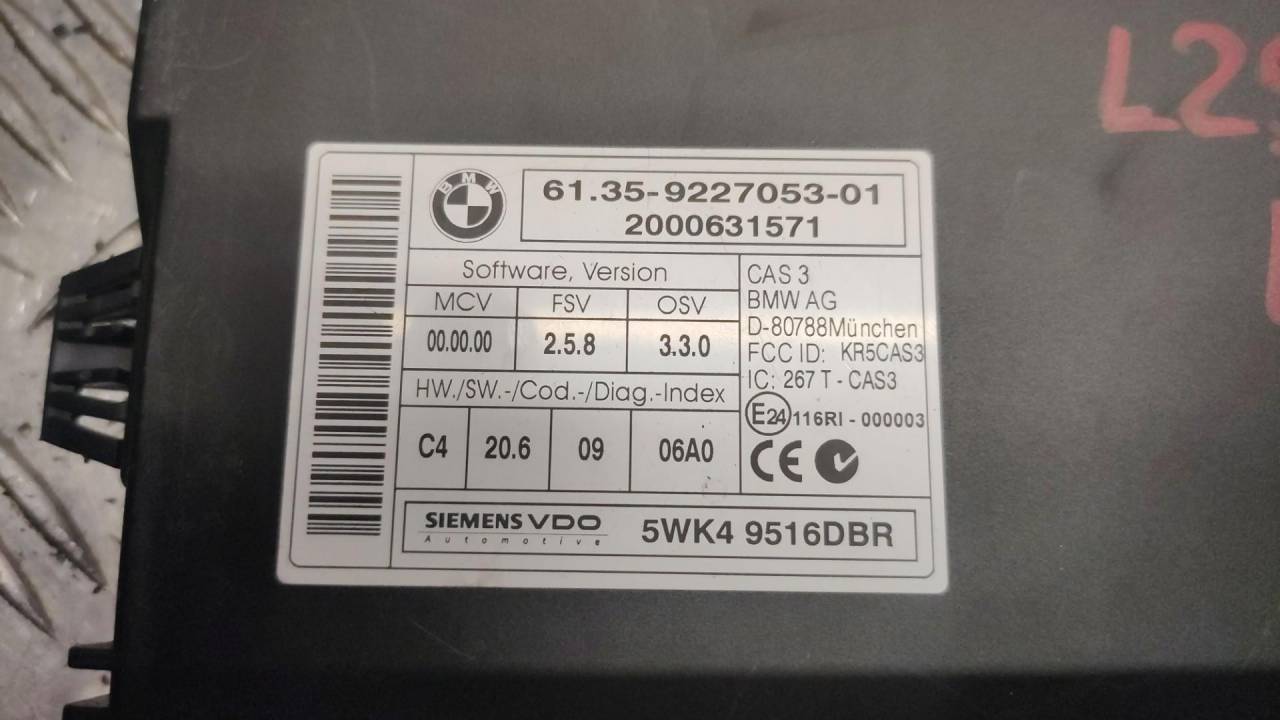 BMW
61.35-9227053-01
2000631571
Software, Version
MCV FSV OSV
00.00.00 2.5.8 3.3.0
HW./SW.-/Cod.-/Diag.-Index
C4 20.6 09 06A0
CAS 3
BMW AG
D-80788München
FCC ID: KR5CAS3
IC: 267 T - CAS3
E24 116RI - 000003
CE
SIEMENS VDO
Automotive
5WK4 9516DBR